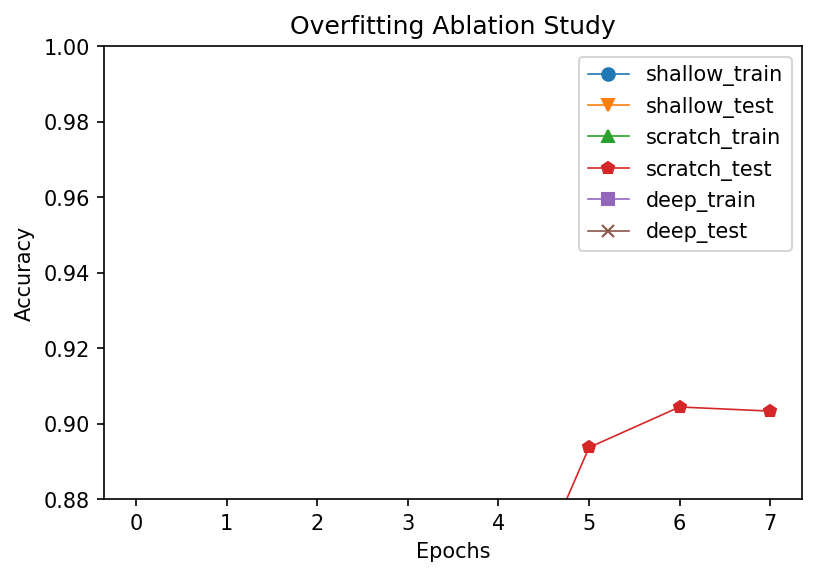 Overfitting Ablation Study
1.00
0.98
0.96
0.94
0.92
0.90
0.88
Accuracy
shallow_train
shallow_test
scratch_train
scratch_test
deep_train
deep_test
0 1 2 3 4 5 6 7
Epochs